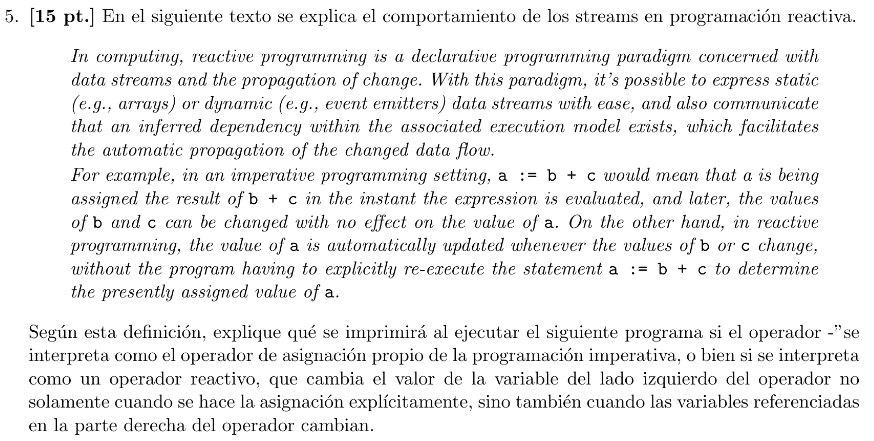 5. [15 pt.] En el siguiente texto se explica el comportamiento de los streams en programación reactiva.
In computing, reactive programming is a declarative programming paradigm concerned with
data streams and the propagation of change. With this paradigm, it's possible to express static
(e.g., arrays) or dynamic (e.g., event emitters) data streams with ease, and also communicate
that an inferred dependency within the associated execution model exists, which facilitates
the automatic propagation of the changed data flow.
For example, in an imperative programming setting, a := b + c would mean that a is being
assigned the result of b + c in the instant the expression is evaluated, and later, the values
of b and c can be changed with no effect on the value of a. On the other hand, in reactive
programming, the value of a is automatically updated whenever the values of b or c change,
without the program having to explicitly re-execute the statement a := b + c to determine
the presently assigned value of a.
Según esta definición, explique qué se imprimirá al ejecutar el siguiente programa si el operador -"se
interpreta como el operador de asignación propio de la programación imperativa, o bien si se interpreta
como un operador reactivo, que cambia el valor de la variable del lado izquierdo del operador no
solamente cuando se hace la asignación explícitamente, sino también cuando las variables referenciadas
en la parte derecha del operador cambian.